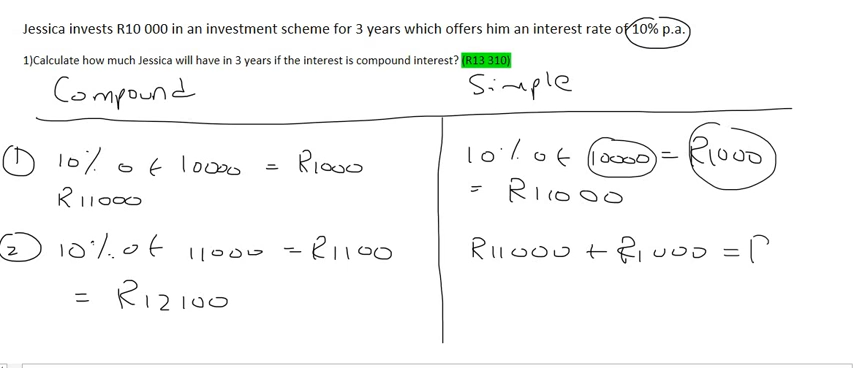 Jessica invests R10 000 in an investment scheme for 3 years which offers him an interest rate of 10% p.a.
1)Calculate how much Jessica will have in 3 years if the interest is compound interest? (R13 310)
Compound
Simple
① 10% of 10000 = R1000
R11000
10% of 10000 = R1000
= R11000
② 10% of 11000 = R1100
= R12100
R11000 + R1000 =